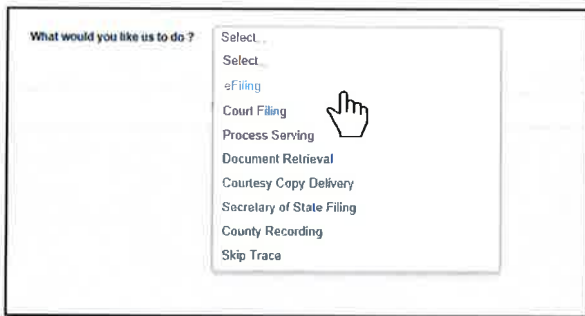 What would you like us to do ?
Select...
Select...
eFiling
Court Filing
Process Serving
Document Retrieval
Courtesy Copy Delivery
Secretary of State Filing
County Recording
Skip Trace